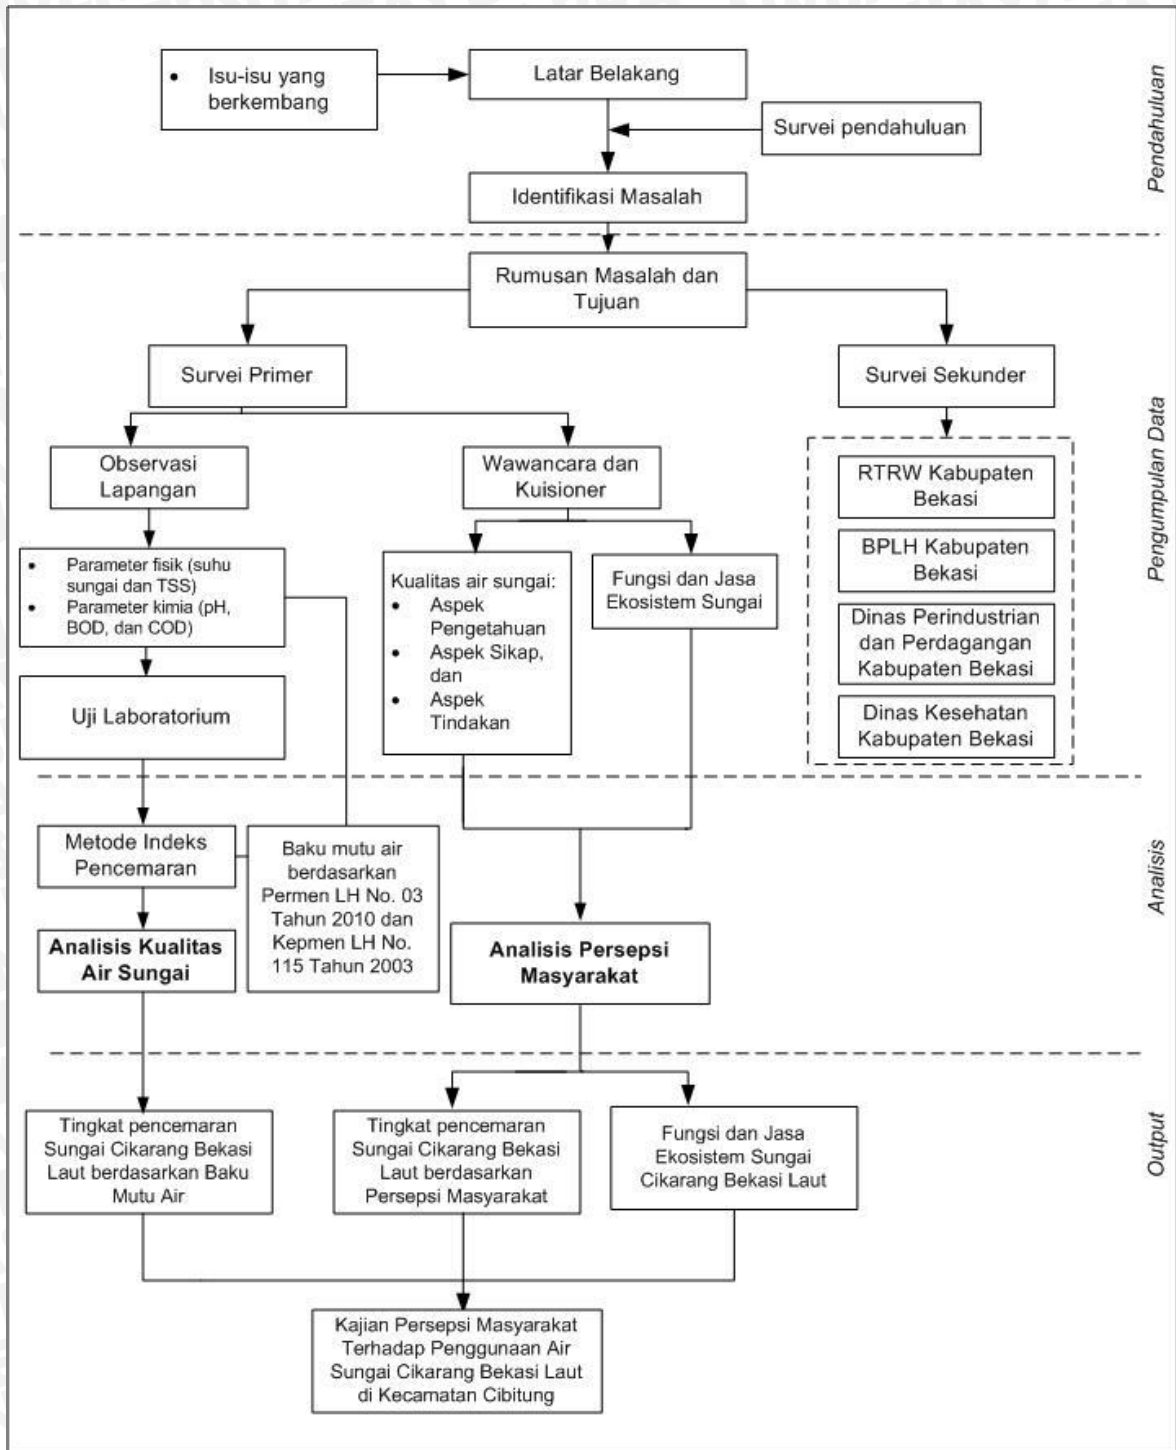 • Isu-isu yang
berkembang
Latar Belakang
Survei pendahuluan
Identifikasi Masalah
Pendahuluan
Rumusan Masalah dan
Tujuan
Survei Primer
Survei Sekunder
Observasi
Lapangan
Wawancara dan
Kuisioner
• Parameter fisik (suhu
sungai dan TSS)
• Parameter kimia (pH,
BOD, dan COD)
Kualitas air sungai:
• Aspek
Pengetahuan
• Aspek Sikap,
dan
• Aspek
Tindakan
Fungsi dan Jasa
Ekosistem Sungai
RTRW Kabupaten
Bekasi
BPLH Kabupaten
Bekasi
Dinas Perindustrian
dan Perdagangan
Kabupaten Bekasi
Dinas Kesehatan
Kabupaten Bekasi
Uji Laboratorium
Pengumpulan Data
Metode Indeks
Pencemaran
Baku mutu air
berdasarkan
Permen LH No. 03
Tahun 2010 dan
Kepmen LH No.
115 Tahun 2003
Analisis Kualitas
Air Sungai
Analisis Persepsi
Masyarakat
Analisis
Tingkat pencemaran
Sungai Cikarang Bekasi
Laut berdasarkan Baku
Mutu Air
Tingkat pencemaran
Sungai Cikarang Bekasi
Laut berdasarkan
Persepsi Masyarakat
Fungsi dan Jasa
Ekosistem Sungai
Cikarang Bekasi Laut
Output
Kajian Persepsi Masyarakat
Terhadap Penggunaan Air
Sungai Cikarang Bekasi Laut
di Kecamatan Cibitung